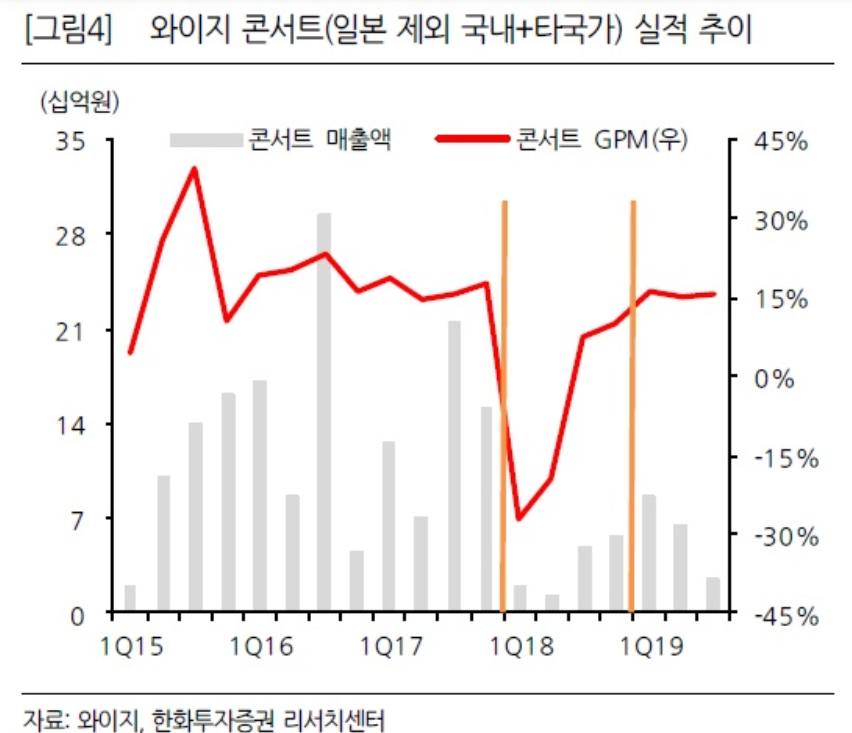 [그림4] 와이지 콘서트(일본 제외 국내+타국가) 실적 추이
(십억원)
콘서트 매출액 콘서트 GPM(우)
35 45%
28 30%
21 15%
14 0%
7 -15%
0 -30%
-45%
1Q15 1Q16 1Q17 1Q18 1Q19
자료: 와이지, 한화투자증권 리서치센터